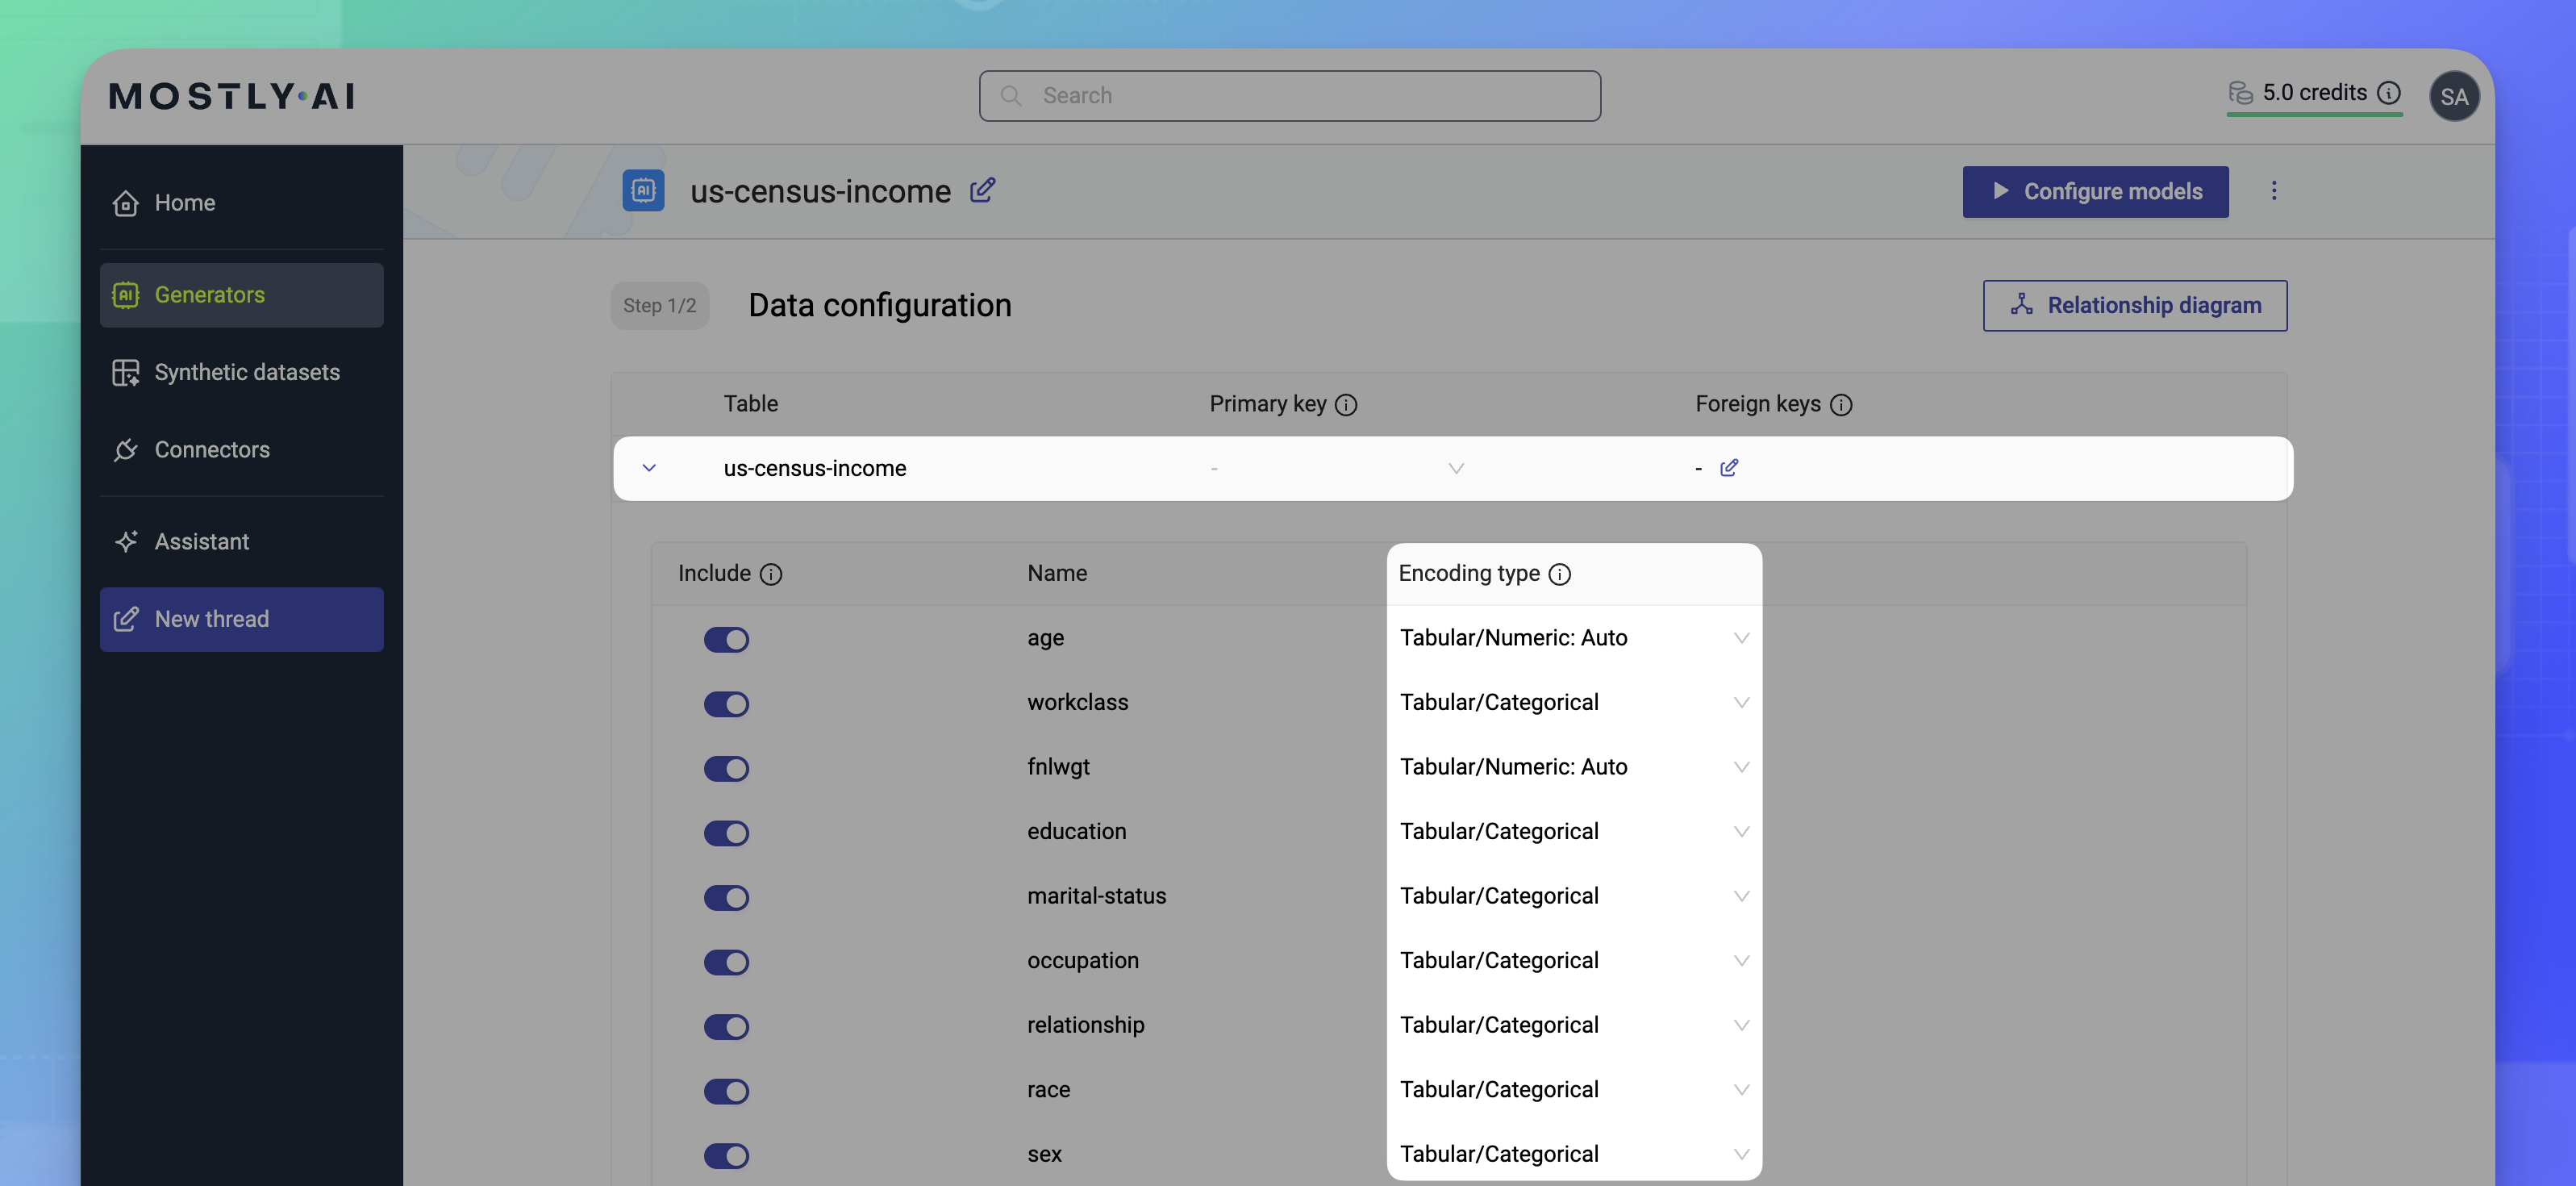 MOSTLY AI
Search
5.0 credits
SA
Home
Generators
Synthetic datasets
Connectors
Assistant
New thread
AI
us-census-income
Configure models
Step 1/2
Data configuration
Relationship diagram
Table Primary key Foreign keys
us-census-income - -
Include Name Encoding type
age Tabular/Numeric: Auto
workclass Tabular/Categorical
fnlwgt Tabular/Numeric: Auto
education Tabular/Categorical
marital-status Tabular/Categorical
occupation Tabular/Categorical
relationship Tabular/Categorical
race Tabular/Categorical
sex Tabular/Categorical